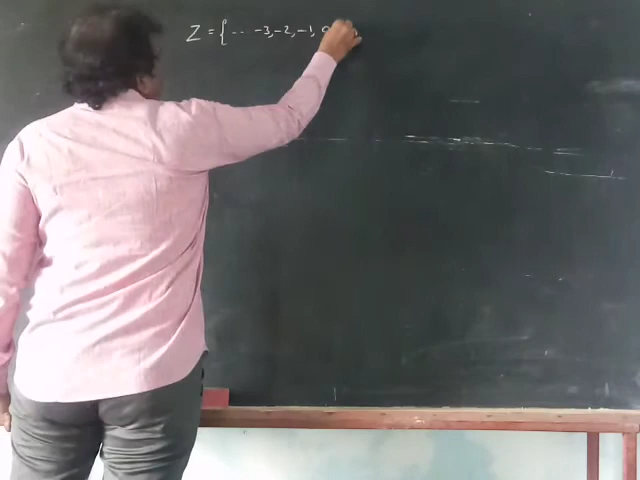 Z = { .. -3, -2, -1, 0